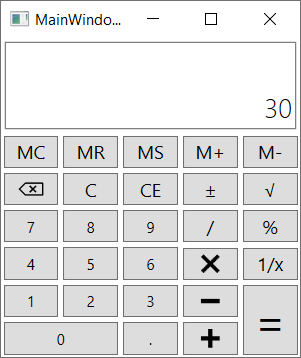 MainWindo...
30
MC MR MS M+ M-
C CE ± √
7 8 9 / %
4 5 6 × 1/x
1 2 3 −
0 . + =